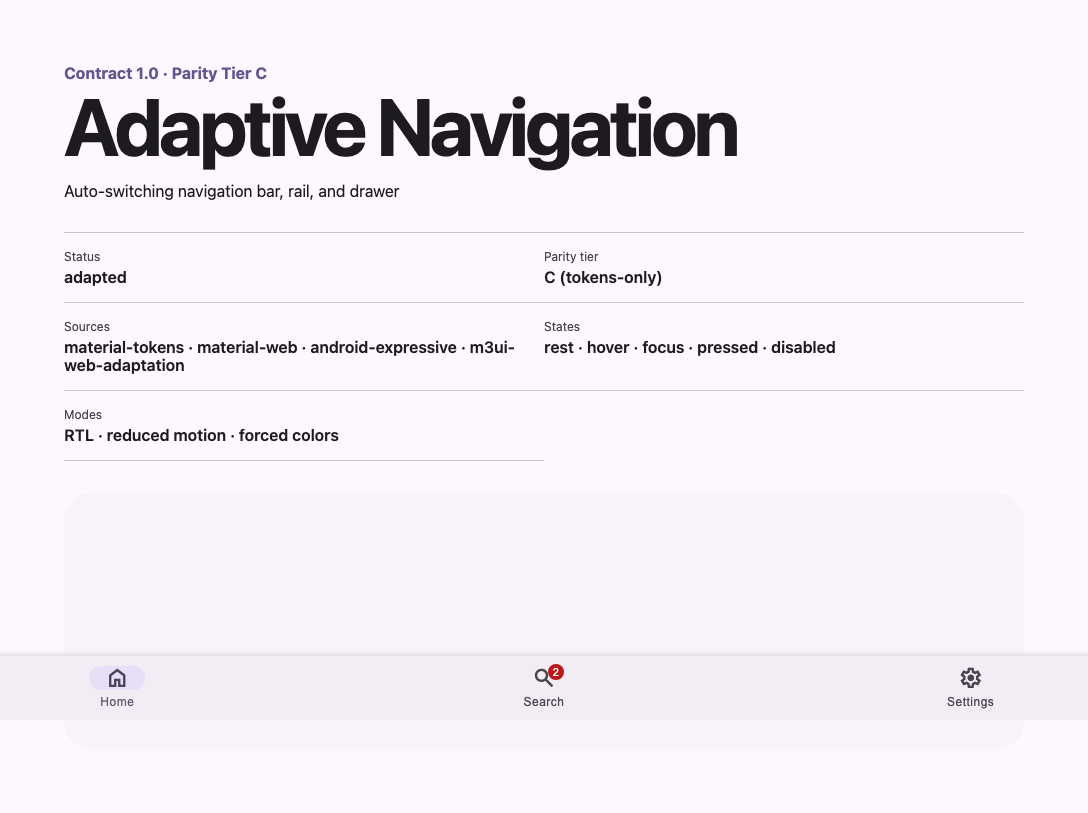 Contract 1.0 · Parity Tier C
Adaptive Navigation
Auto-switching navigation bar, rail, and drawer
Status
adapted
Parity tier
C (tokens-only)
Sources
material-tokens · material-web · android-expressive · m3ui-
web-adaptation
States
rest · hover · focus · pressed · disabled
Modes
RTL · reduced motion · forced colors
2
Home
Search
Settings